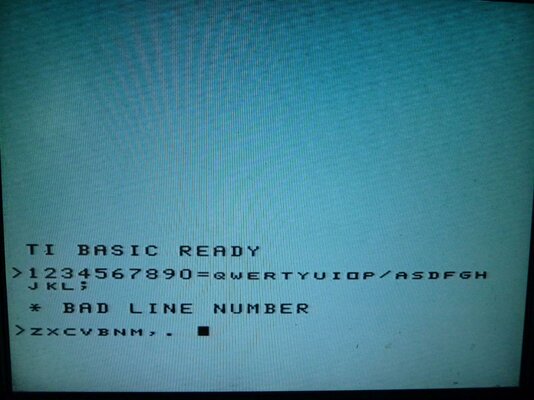 TI BASIC READY
>1234567890=QWERTYUIOP/ASDFGH
JKL;
* BAD LINE NUMBER
>ZXCVBNM,.